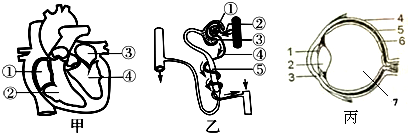 ① ② ③ ④ 甲
① ② ③ ④ ⑤ 乙
1 2 3 4 5 6 7 丙